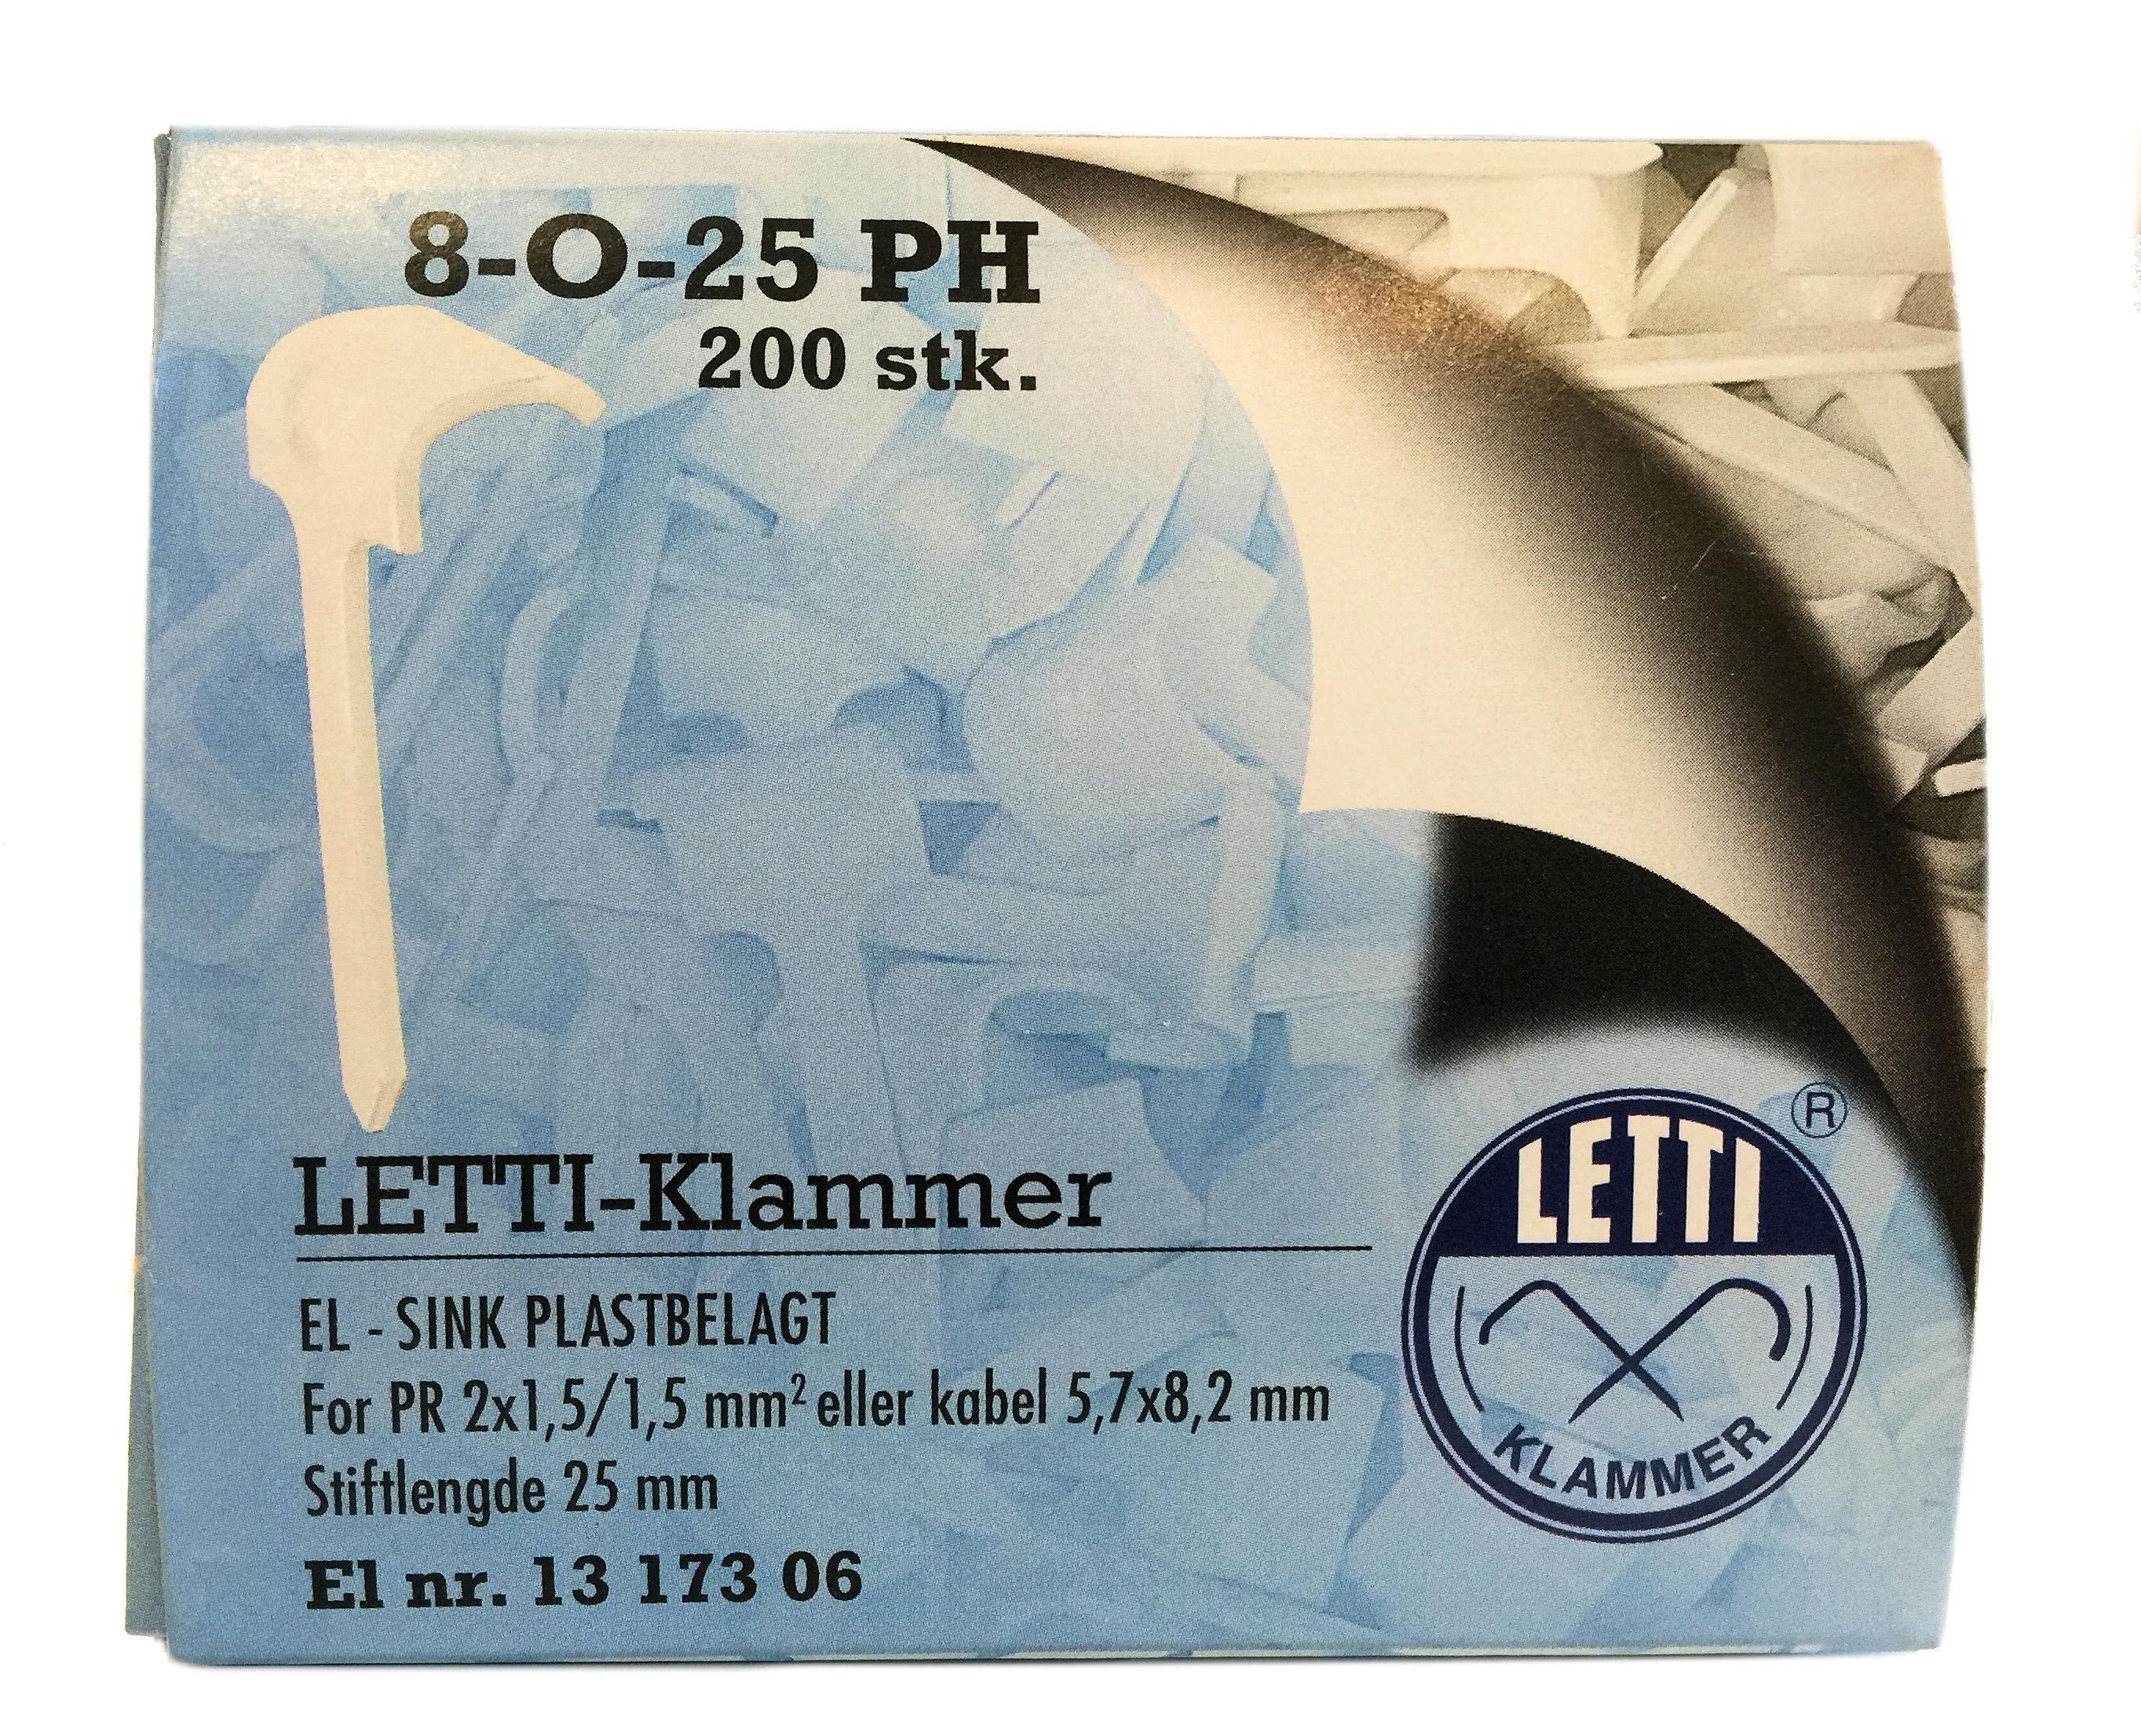 8-O-25 PH
200 stk.
LETTI-Klammer
EL - SINK PLASTBELAGT
For PR 2x1,5/1,5 mm² eller kabel 5,7x8,2 mm
Stiftlengde 25 mm
El nr. 13 173 06
®
LETTI
KLAMMER